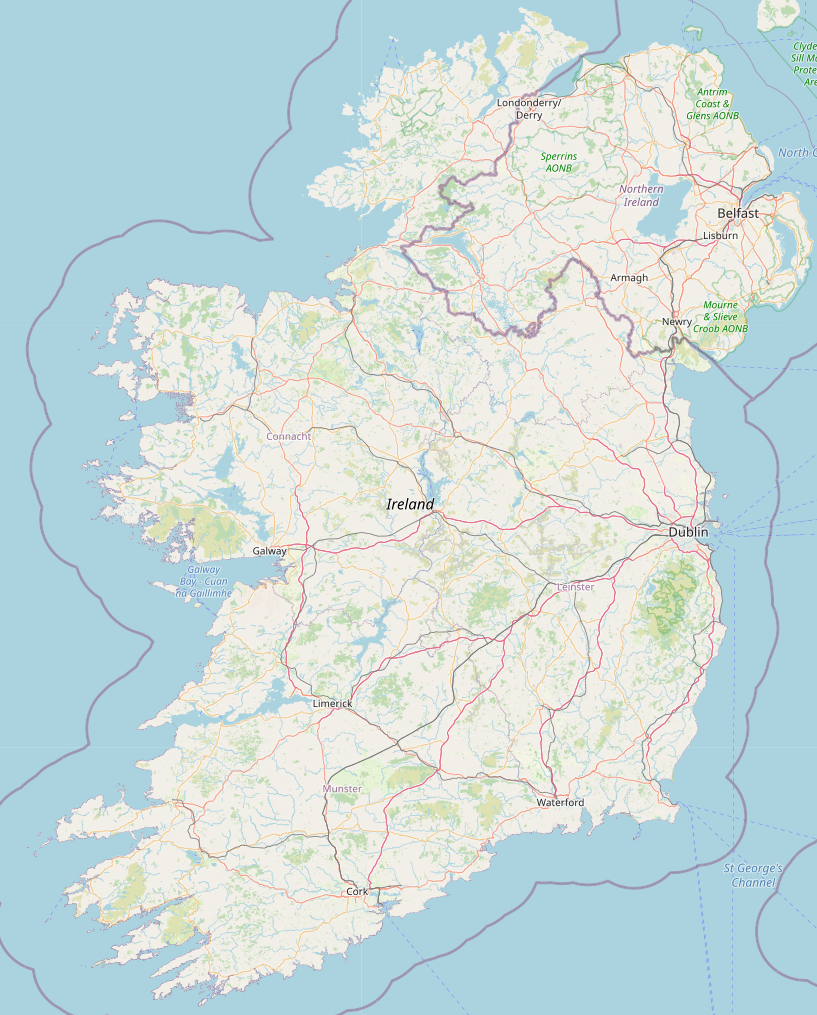 Clyde
Sill Ma
Prote
Are
Antrim
Coast &
Glens AONB
Londonderry/
Derry
North C
Sperrins
AONB
Northern
Ireland
Belfast
Lisburn
Armagh
Mourne
& Slieve
Croob AONB
Newry
Connacht
Ireland
Dublin
Galway
Galway
Bay - Cuan
na Gaillimhe
Leinster
Limerick
Munster
Waterford
St George's
Channel
Cork